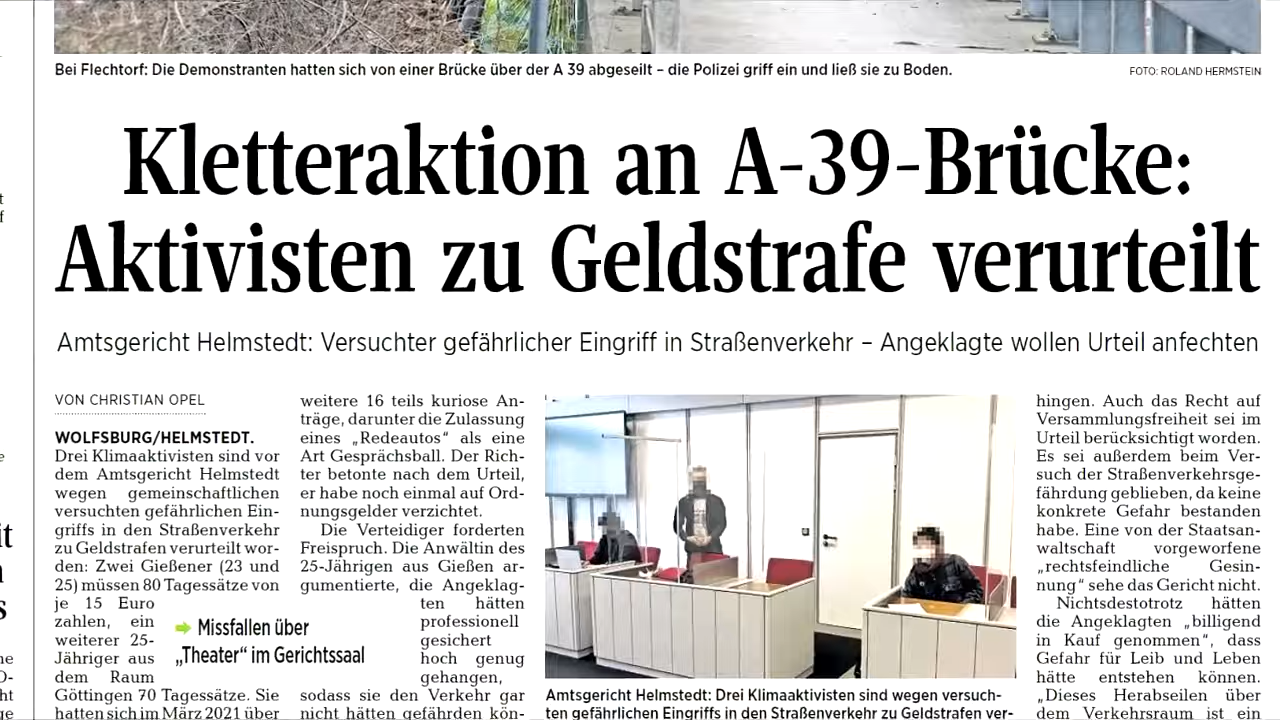 Bei Flechtorf: Die Demonstranten hatten sich von einer Brücke über der A 39 abgeseilt – die Polizei griff ein und ließ sie zu Boden.
FOTO: ROLAND HERMSTEIN
Kletteraktion an A-39-Brücke:
Aktivisten zu Geldstrafe verurteilt
Amtsgericht Helmstedt: Versuchter gefährlicher Eingriff in Straßenverkehr – Angeklagte wollen Urteil anfechten
VON CHRISTIAN OPEL
WOLFSBURG/HELMSTEDT.
Drei Klimaaktivisten sind vor
dem Amtsgericht Helmstedt
wegen gemeinschaftlichen
versuchten gefährlichen Ein-
griffs in den Straßenverkehr
zu Geldstrafen verurteilt wor-
den: Zwei Gießener (23 und
25) müssen 80 Tagessätze von
je 15 Euro
zahlen, ein
weiterer 25-
Jähriger aus
dem Raum
Göttingen 70 Tagessätze. Sie
hatten sich im März 2021 über
➡ Missfallen über
„Theater“ im Gerichtssaal
weitere 16 teils kuriose An-
träge, darunter die Zulassung
eines „Redeautos“ als eine
Art Gesprächsball. Der Rich-
ter betonte nach dem Urteil,
er habe noch einmal auf Ord-
nungsgelder verzichtet.
Die Verteidiger forderten
Freispruch. Die Anwältin des
25-Jährigen aus Gießen ar-
gumentierte, die Angeklag-
ten hätten
professionell
gesichert
hoch genug
gehangen,
sodass sie den Verkehr gar
nicht hätten gefährden kön-
Amtsgericht Helmstedt: Drei Klimaaktivisten sind wegen versuch-
ten gefährlichen Eingriffs in den Straßenverkehr zu Geldstrafen ver-
hingen. Auch das Recht auf
Versammlungsfreiheit sei im
Urteil berücksichtigt worden.
Es sei außerdem beim Ver-
such der Straßenverkehrsge-
fährdung geblieben, da keine
konkrete Gefahr bestanden
habe. Eine von der Staatsan-
waltschaft vorgeworfene
„rechtsfeindliche Gesin-
nung“ sehe das Gericht nicht.
Nichtsdestotrotz hätten
die Angeklagten „billigend
in Kauf genommen“, dass
Gefahr für Leib und Leben
hätte entstehen können.
„Dieses Herabseilen über
dem Verkehrsraum ist ein